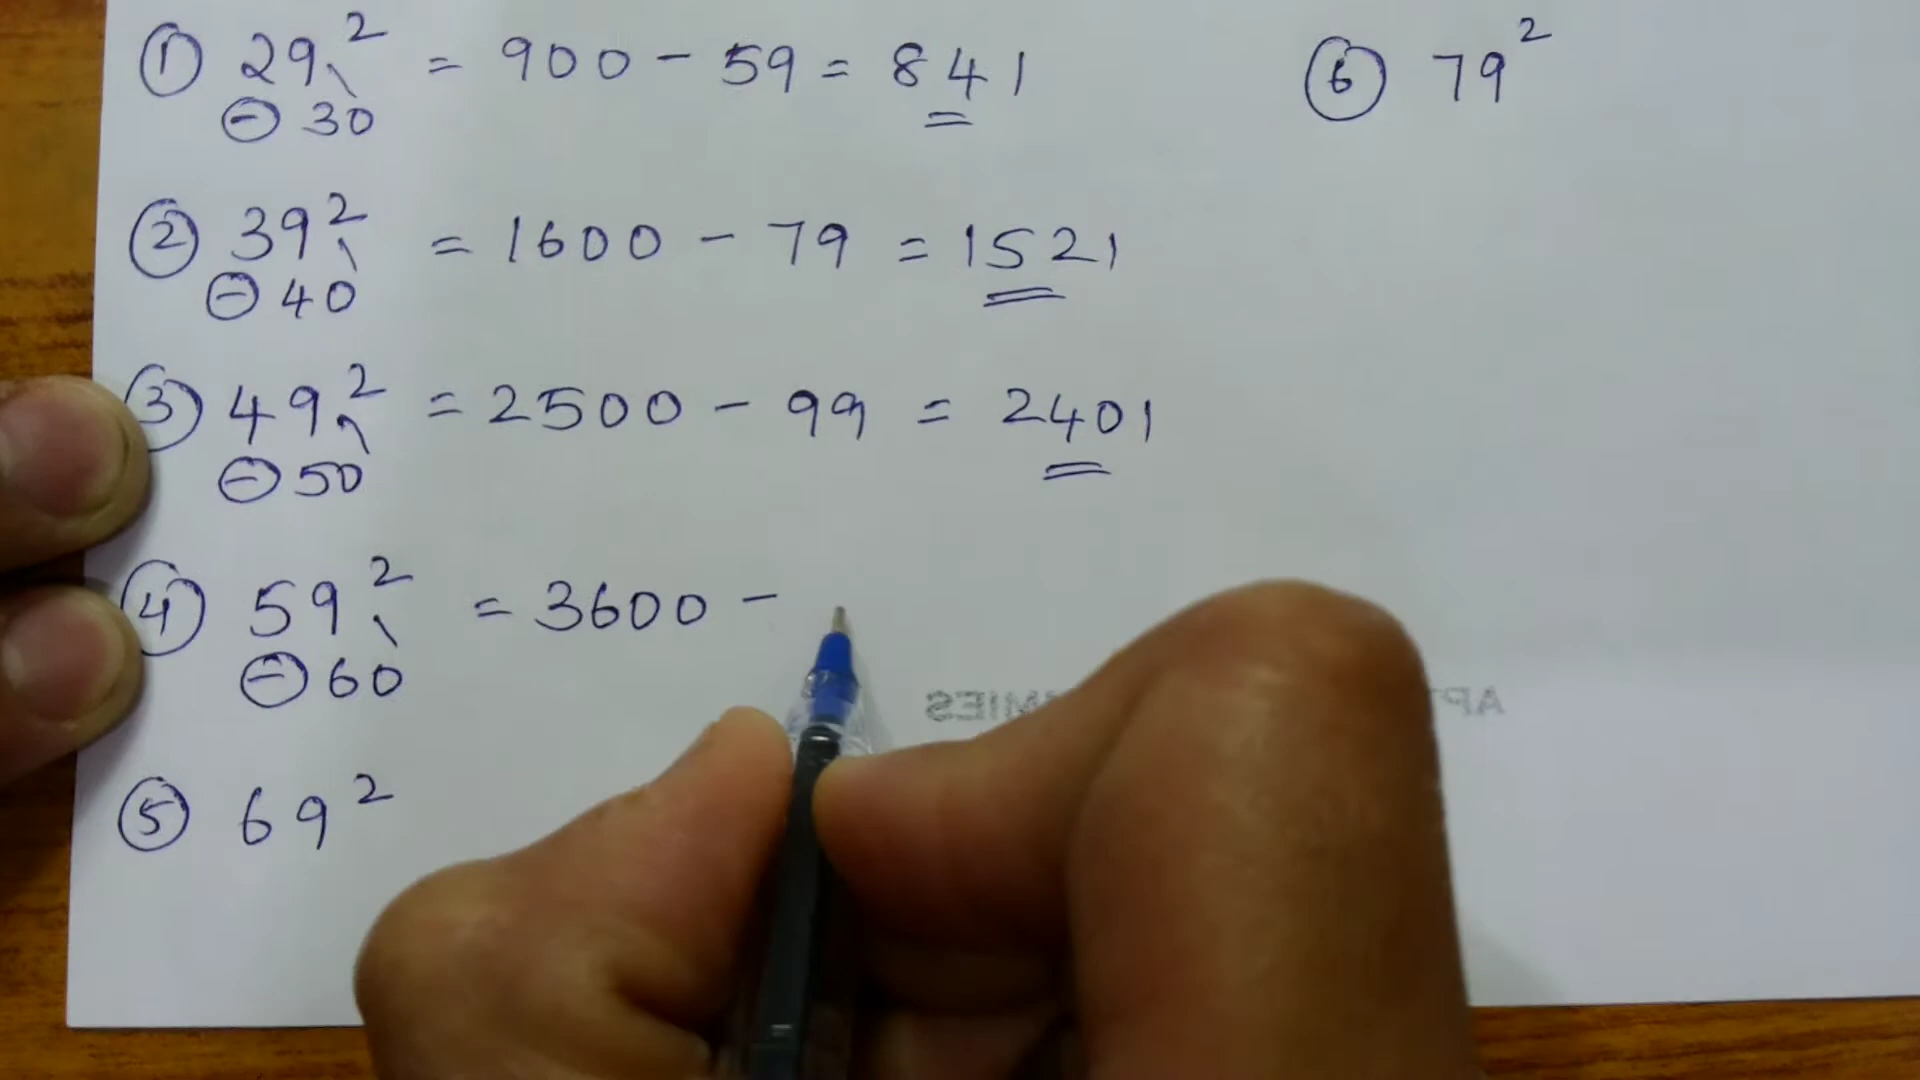 ① 29² = 900 - 59 = 841
⊖ 30
⑥ 79²
② 39² = 1600 - 79 = 1521
⊖ 40
③ 49² = 2500 - 99 = 2401
⊖ 50
④ 59² = 3600 -
⊖ 60
⑤ 69²